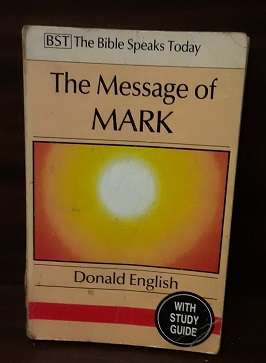 BST The Bible Speaks Today
The Message of
MARK
Donald English
WITH
STUDY
GUIDE